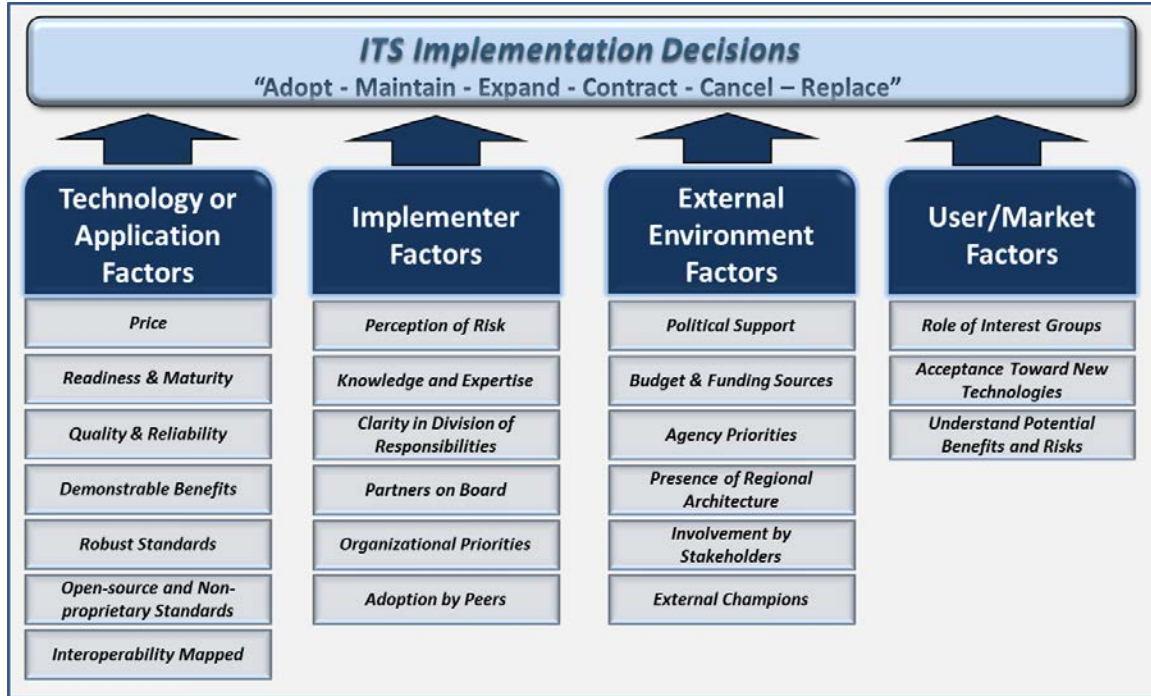 ITS Implementation Decisions
“Adopt - Maintain - Expand - Contract - Cancel – Replace”
Technology or
Application
Factors
Price
Readiness & Maturity
Quality & Reliability
Demonstrable Benefits
Robust Standards
Open-source and Non-
proprietary Standards
Interoperability Mapped
Implementer
Factors
Perception of Risk
Knowledge and Expertise
Clarity in Division of
Responsibilities
Partners on Board
Organizational Priorities
Adoption by Peers
External
Environment
Factors
Political Support
Budget & Funding Sources
Agency Priorities
Presence of Regional
Architecture
Involvement by
Stakeholders
External Champions
User/Market
Factors
Role of Interest Groups
Acceptance Toward New
Technologies
Understand Potential
Benefits and Risks